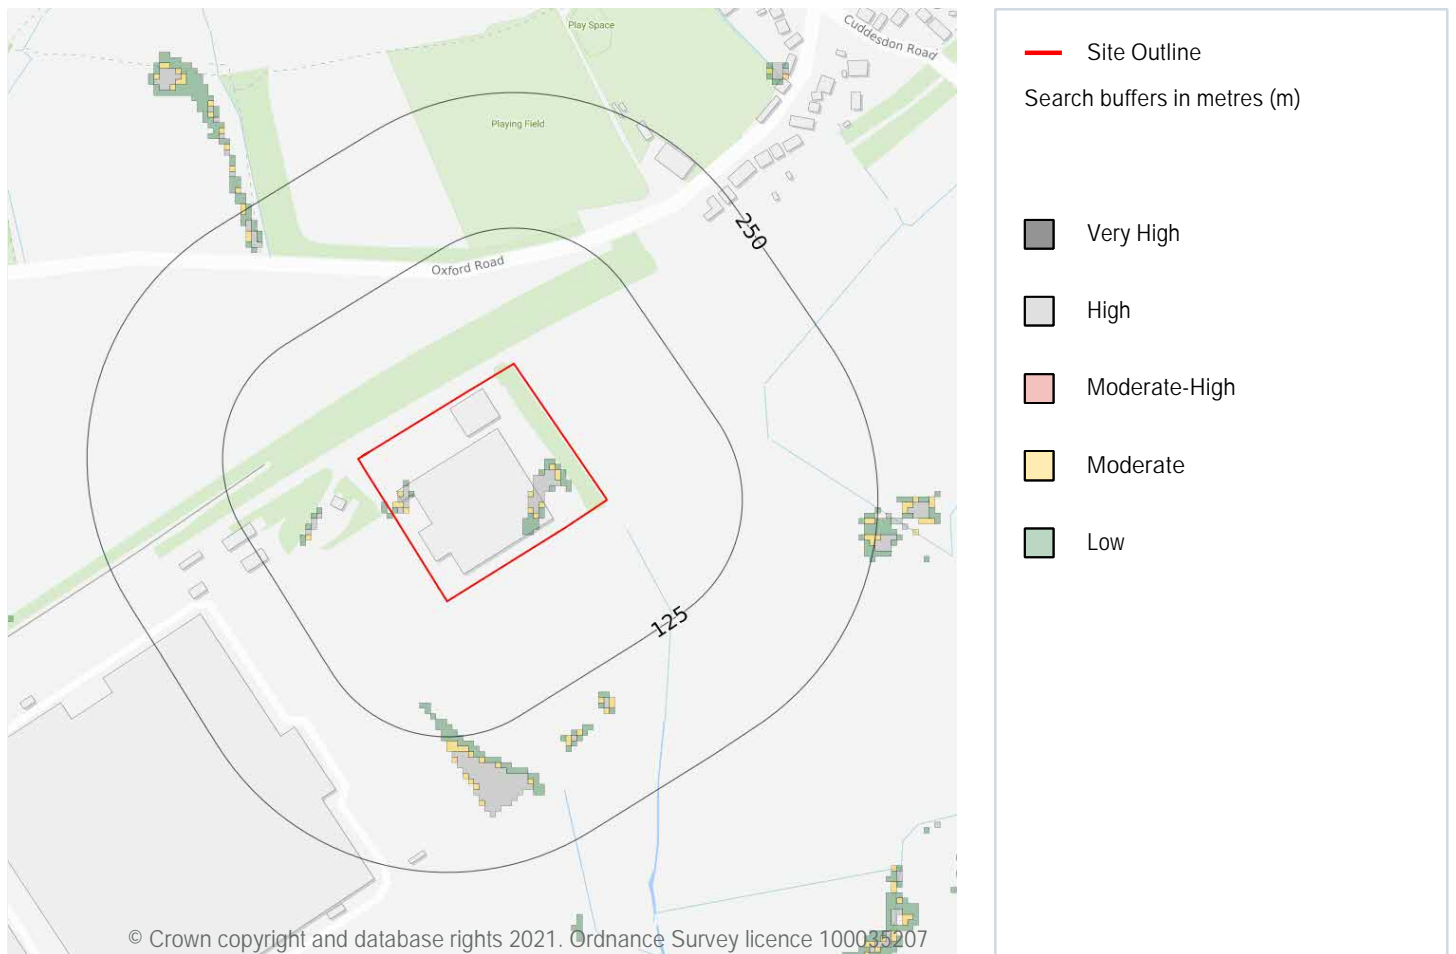 Play Space
Cuddesdon Road
Playing Field
250
Oxford Road
125
© Crown copyright and database rights 2021. Ordnance Survey licence 100035207
Site Outline
Search buffers in metres (m)
Very High
High
Moderate-High
Moderate
Low